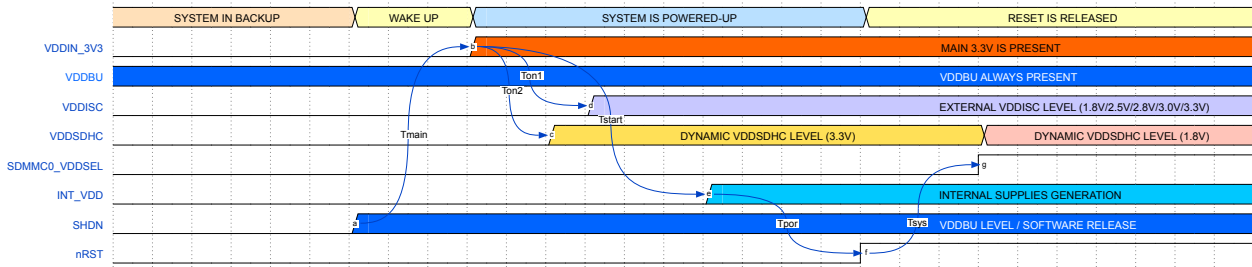 SYSTEM IN BACKUP WAKE UP SYSTEM IS POWERED-UP RESET IS RELEASED
VDDIN_3V3 b MAIN 3.3V IS PRESENT
VDDBU VDDBU ALWAYS PRESENT
Ton1
Ton2
VDDISC d EXTERNAL VDDISC LEVEL (1.8V/2.5V/2.8V/3.0V/3.3V)
Tstart
VDDSDHC c DYNAMIC VDDSDHC LEVEL (3.3V) DYNAMIC VDDSDHC LEVEL (1.8V)
Tmain
SDMMC0_VDDSEL g
INT_VDD e INTERNAL SUPPLIES GENERATION
SHDN a Tpor Tsys VDDBU LEVEL / SOFTWARE RELEASE
nRST f